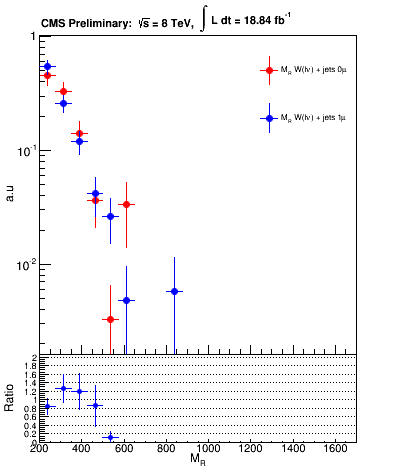 CMS Preliminary: √s = 8 TeV, ∫ L dt = 18.84 fb⁻¹
M_R W(lν) + jets 0μ
M_R W(lν) + jets 1μ
a.u
1
10⁻¹
10⁻²
Ratio
2
1.8
1.6
1.4
1.2
1
0.8
0.6
0.4
0.2
0
200 400 600 800 1000 1200 1400 1600
M_R